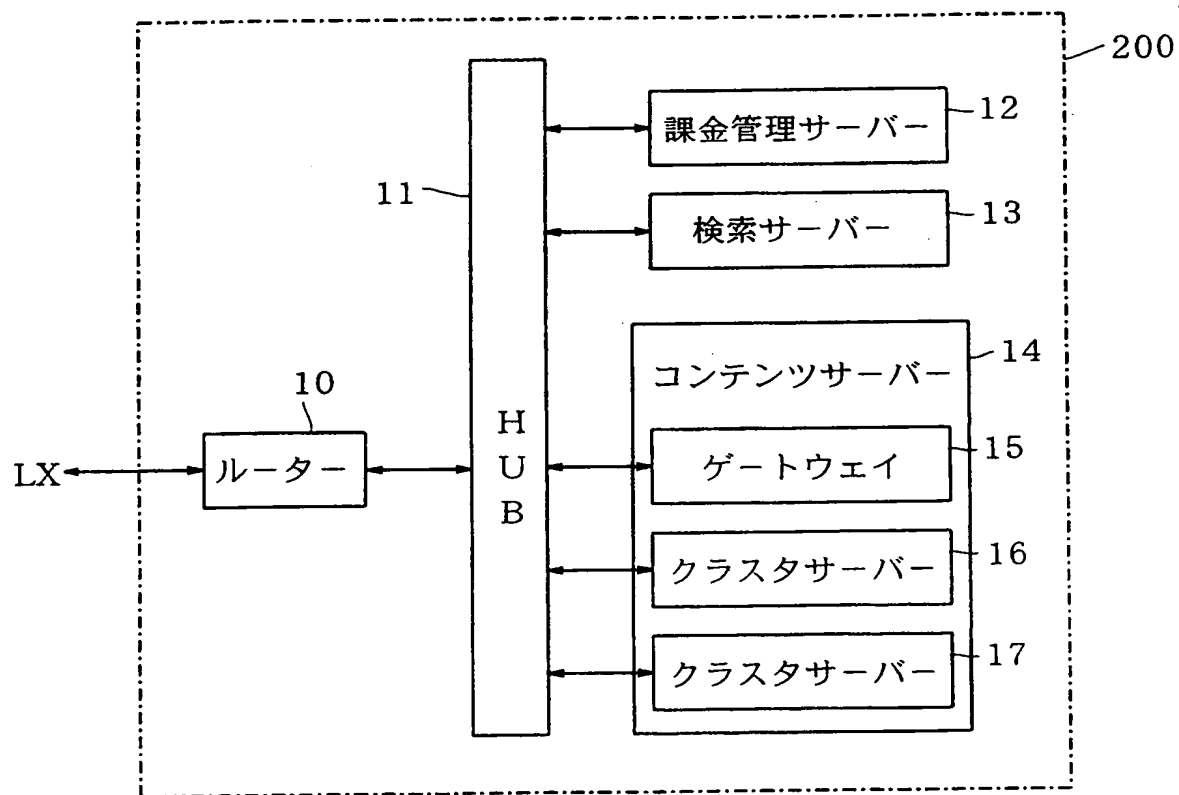 200
課金管理サーバー
12
11
検索サーバー
13
コンテンツサーバー
14
10
H
U
B
LX
ルーター
ゲートウェイ
15
クラスタサーバー
16
クラスタサーバー
17